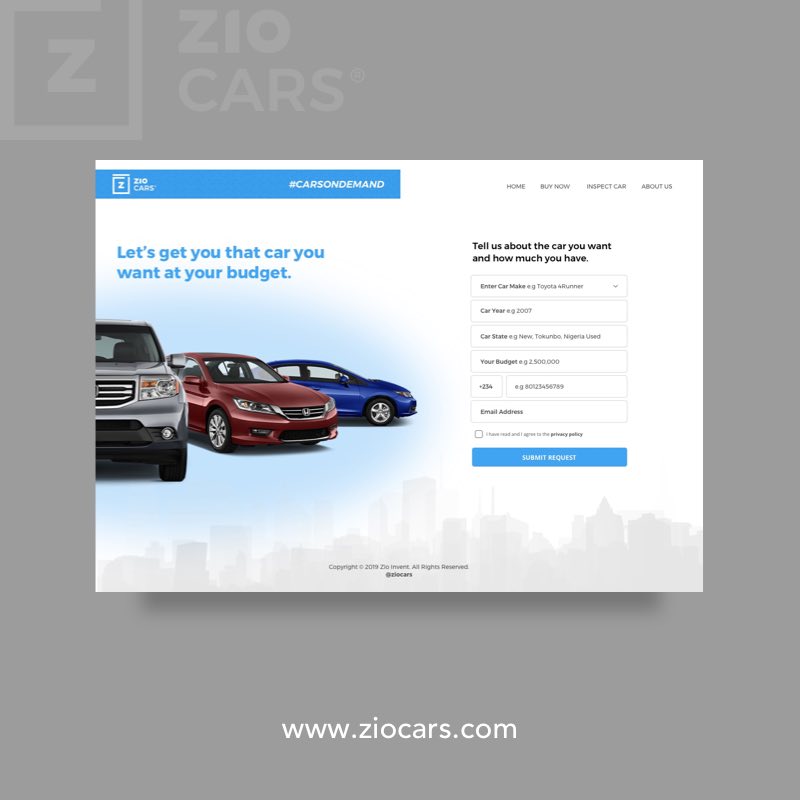 Z
ZIO
CARS®
Z
ZIO
CARS®
#CARSONDEMAND
HOME BUY NOW INSPECT CAR ABOUT US
Let's get you that car you
want at your budget.
Tell us about the car you want
and how much you have.
Enter Car Make e.g Toyota 4Runner
Car Year e.g 2007
Car State e.g New, Tokunbo, Nigeria Used
Your Budget e.g 2,500,000
+234 e.g 80123456789
Email Address
I have read and I agree to the privacy policy
SUBMIT REQUEST
Copyright © 2019 Zio Invent. All Rights Reserved.
@ziocars
www.ziocars.com